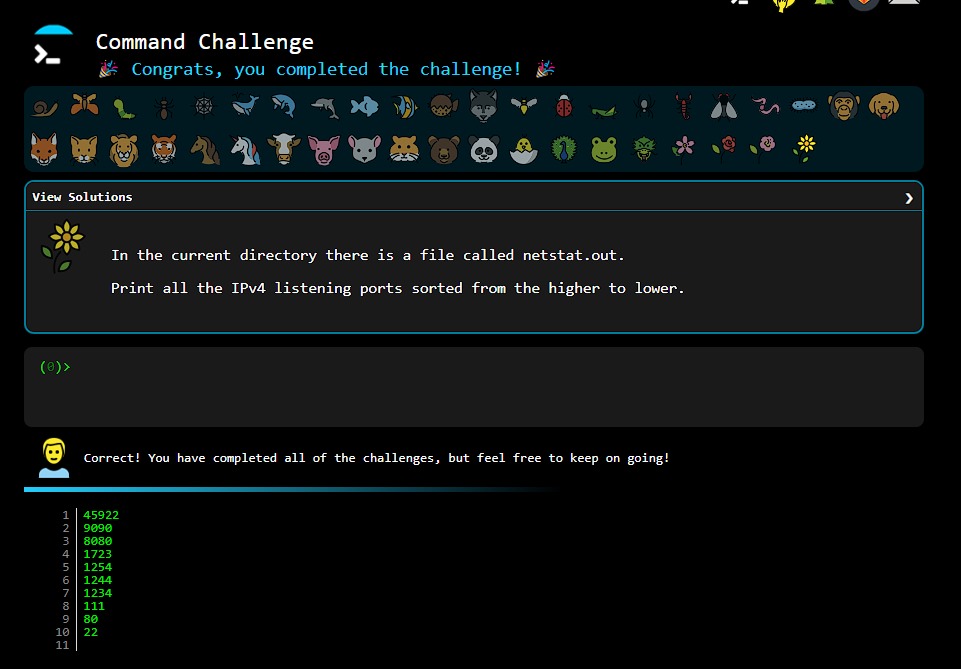 Command Challenge
Congrats, you completed the challenge!
View Solutions
In the current directory there is a file called netstat.out.
Print all the IPv4 listening ports sorted from the higher to lower.
(0)>
Correct! You have completed all of the challenges, but feel free to keep on going!
1 45922
2 9090
3 8080
4 1723
5 1254
6 1244
7 1234
8 111
9 80
10 22
11